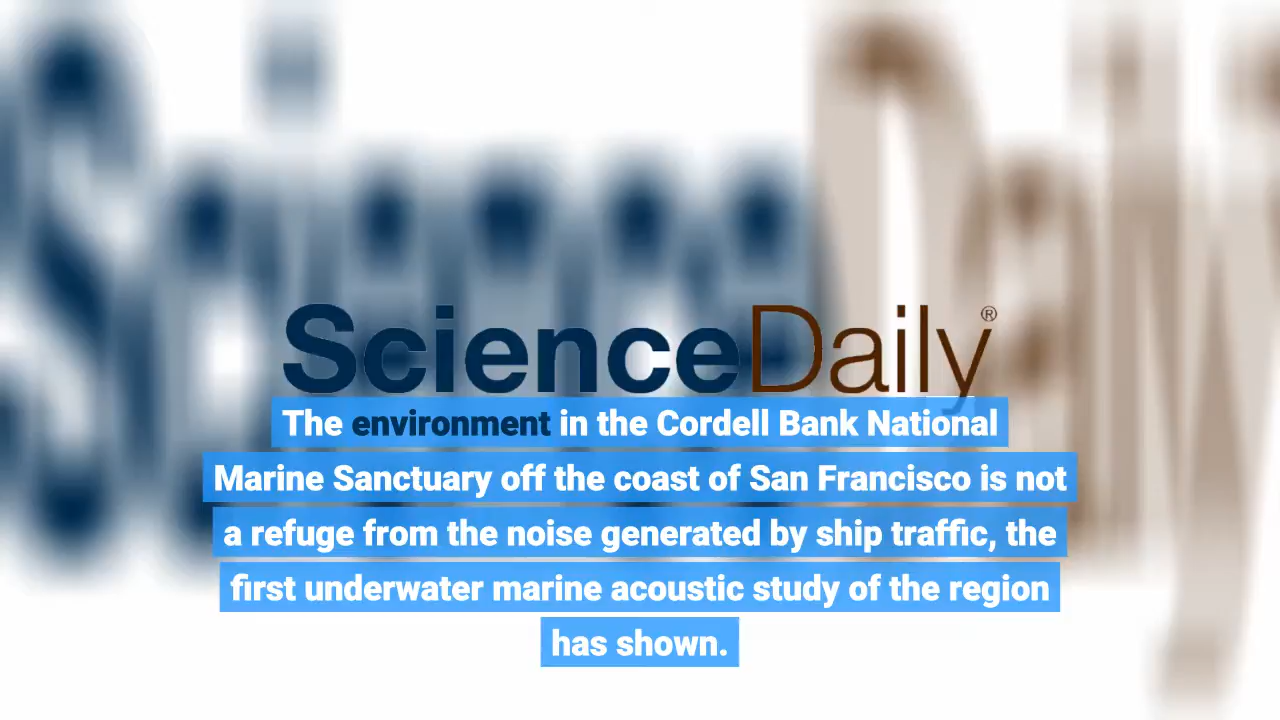 ScienceDaily®
The environment in the Cordell Bank National
Marine Sanctuary off the coast of San Francisco is not
a refuge from the noise generated by ship traffic, the
first underwater marine acoustic study of the region
has shown.